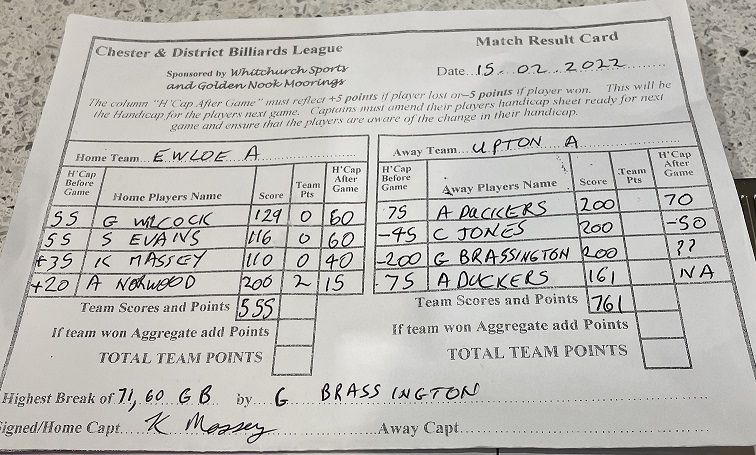 Chester & District Billiards League
Match Result Card
Sponsored by Whitchurch Sports
and Golden Nook Moorings
Date 15.02.2022
The column "H'Cap After Game" must reflect +5 points if player lost or –5 points if player won. This will be
the Handicap for the players next game. Captains must amend their players handicap sheet ready for next
game and ensure that the players are aware of the change in their handicap.
Home Team EWLOE A
Away Team UPTON A
H'Cap Before Game Home Players Name Score Team Pts H'Cap After Game
H'Cap Before Game Away Players Name Score Team Pts H'Cap After Game
55 G WILCOCK 129 0 60
75 A DUCKERS 200 70
55 S EVANS 116 0 60
-45 C JONES 200 -50
+35 K MASSEY 110 0 40
-200 G BRASSINGTON 200 ??
+20 A NORWOOD 200 2 15
75 A DUCKERS 161 NA
Team Scores and Points 555
Team Scores and Points 761
If team won Aggregate add Points
If team won Aggregate add Points
TOTAL TEAM POINTS
TOTAL TEAM POINTS
Highest Break of 71,60 GB by G BRASSINGTON
Signed/Home Capt K Massey Away Capt